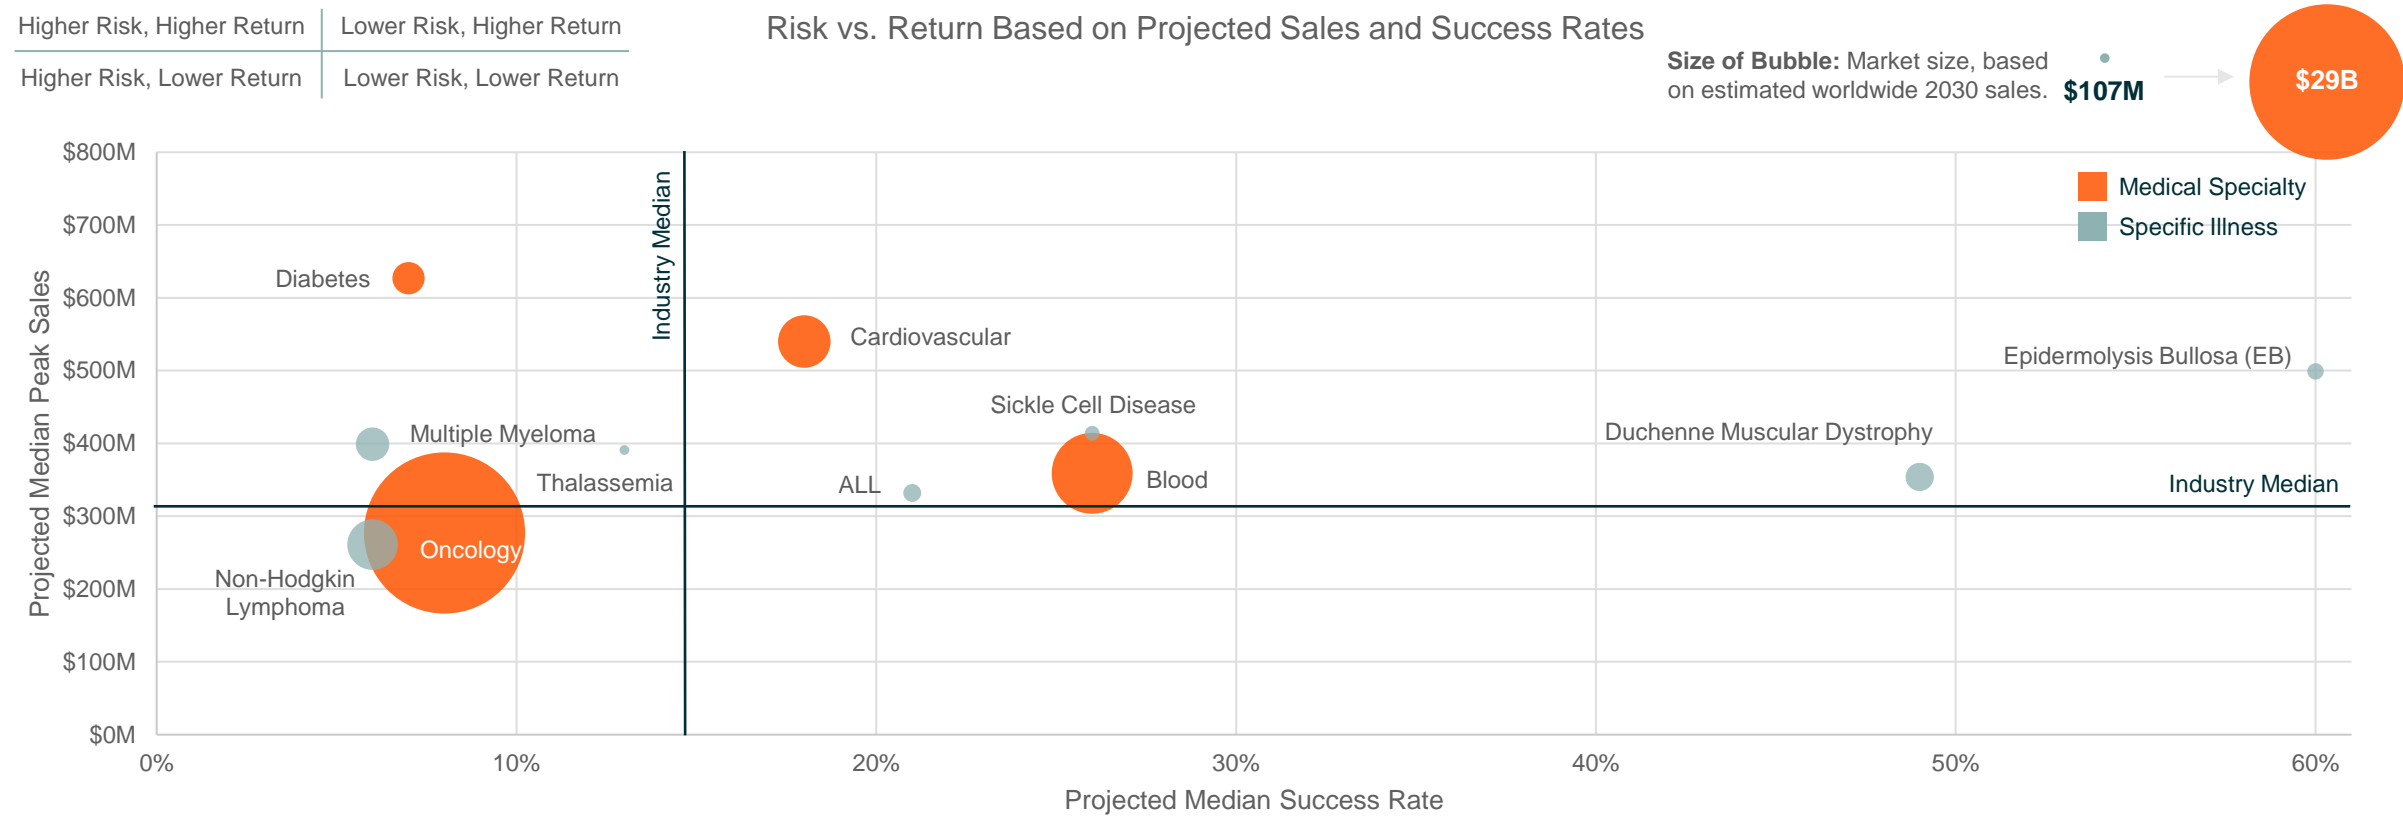 Higher Risk, Higher Return
Lower Risk, Higher Return
Higher Risk, Lower Return
Lower Risk, Lower Return
Risk vs. Return Based on Projected Sales and Success Rates
Size of Bubble: Market size, based
on estimated worldwide 2030 sales.
$107M
$29B
Medical Specialty
Specific Illness
Projected Median Peak Sales
$800M
$700M
$600M
$500M
$400M
$300M
$200M
$100M
$0M
Industry Median
Diabetes
Cardiovascular
Epidermolysis Bullosa (EB)
Sickle Cell Disease
Multiple Myeloma
Duchenne Muscular Dystrophy
Thalassemia
ALL
Blood
Industry Median
Oncology
Non-Hodgkin
Lymphoma
0%
10%
20%
30%
40%
50%
60%
Projected Median Success Rate